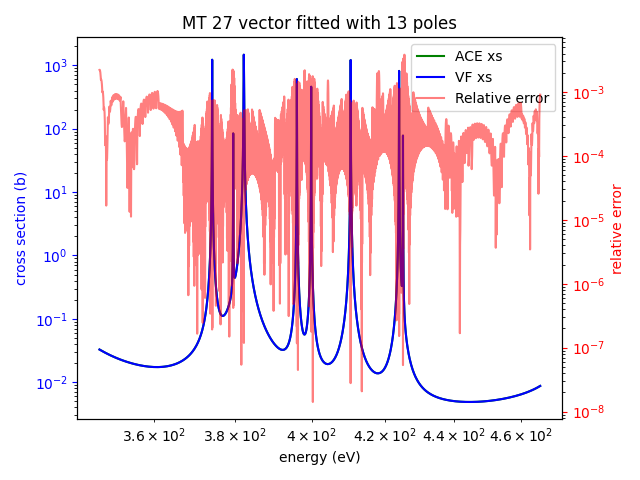 MT 27 vector fitted with 13 poles
ACE xs
VF xs
Relative error
cross section (b)
10³
10²
10¹
10⁰
10⁻¹
10⁻²
relative error
10⁻³
10⁻⁴
10⁻⁵
10⁻⁶
10⁻⁷
10⁻⁸
3.6 × 10² 3.8 × 10² 4 × 10² 4.2 × 10² 4.4 × 10² 4.6 × 10²
energy (eV)